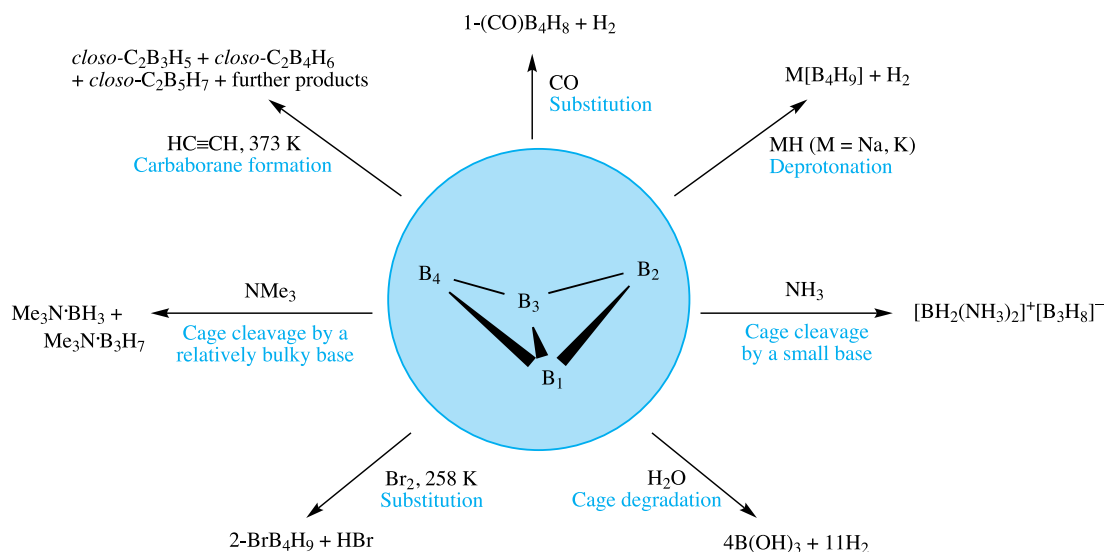 1-(CO)B₄H₈ + H₂
closo-C₂B₃H₅ + closo-C₂B₄H₆
+ closo-C₂B₅H₇ + further products
CO
Substitution
M[B₄H₉] + H₂
HC≡CH, 373 K
Carbaborane formation
MH (M = Na, K)
Deprotonation
B₄
B₂
B₃
B₁
NMe₃
Cage cleavage by a
relatively bulky base
Me₃N·BH₃ +
Me₃N·B₃H₇
NH₃
Cage cleavage
by a small base
[BH₂(NH₃)₂]⁺[B₃H₈]⁻
Br₂, 258 K
Substitution
2-BrB₄H₉ + HBr
H₂O
Cage degradation
4B(OH)₃ + 11H₂